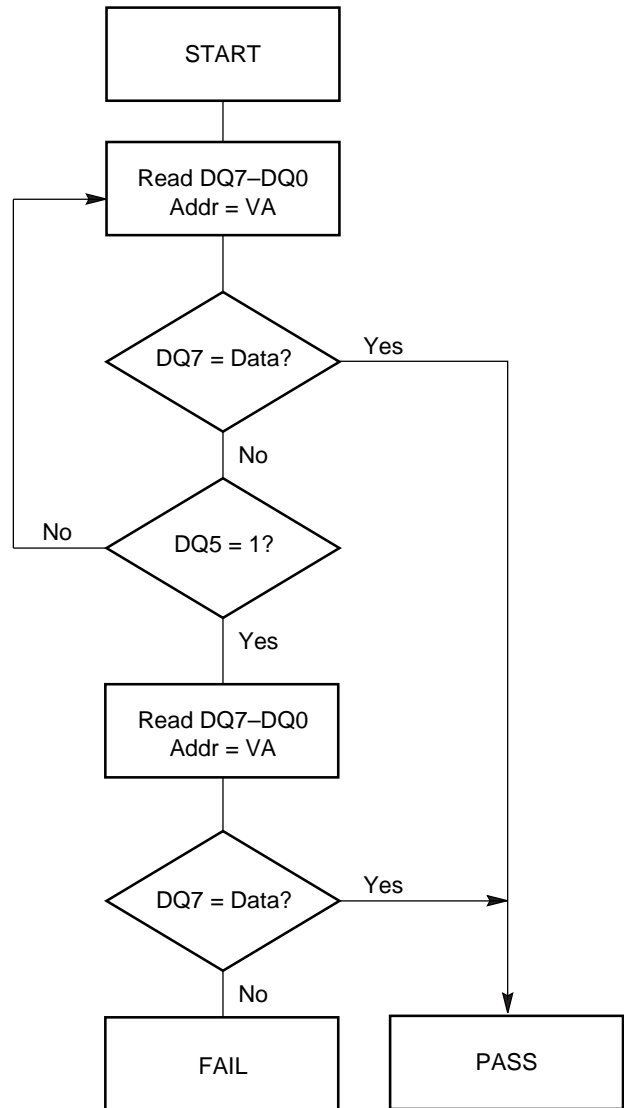 START
Read DQ7–DQ0
Addr = VA
DQ7 = Data?
Yes
No
No
DQ5 = 1?
Yes
Read DQ7–DQ0
Addr = VA
DQ7 = Data?
Yes
No
FAIL
PASS